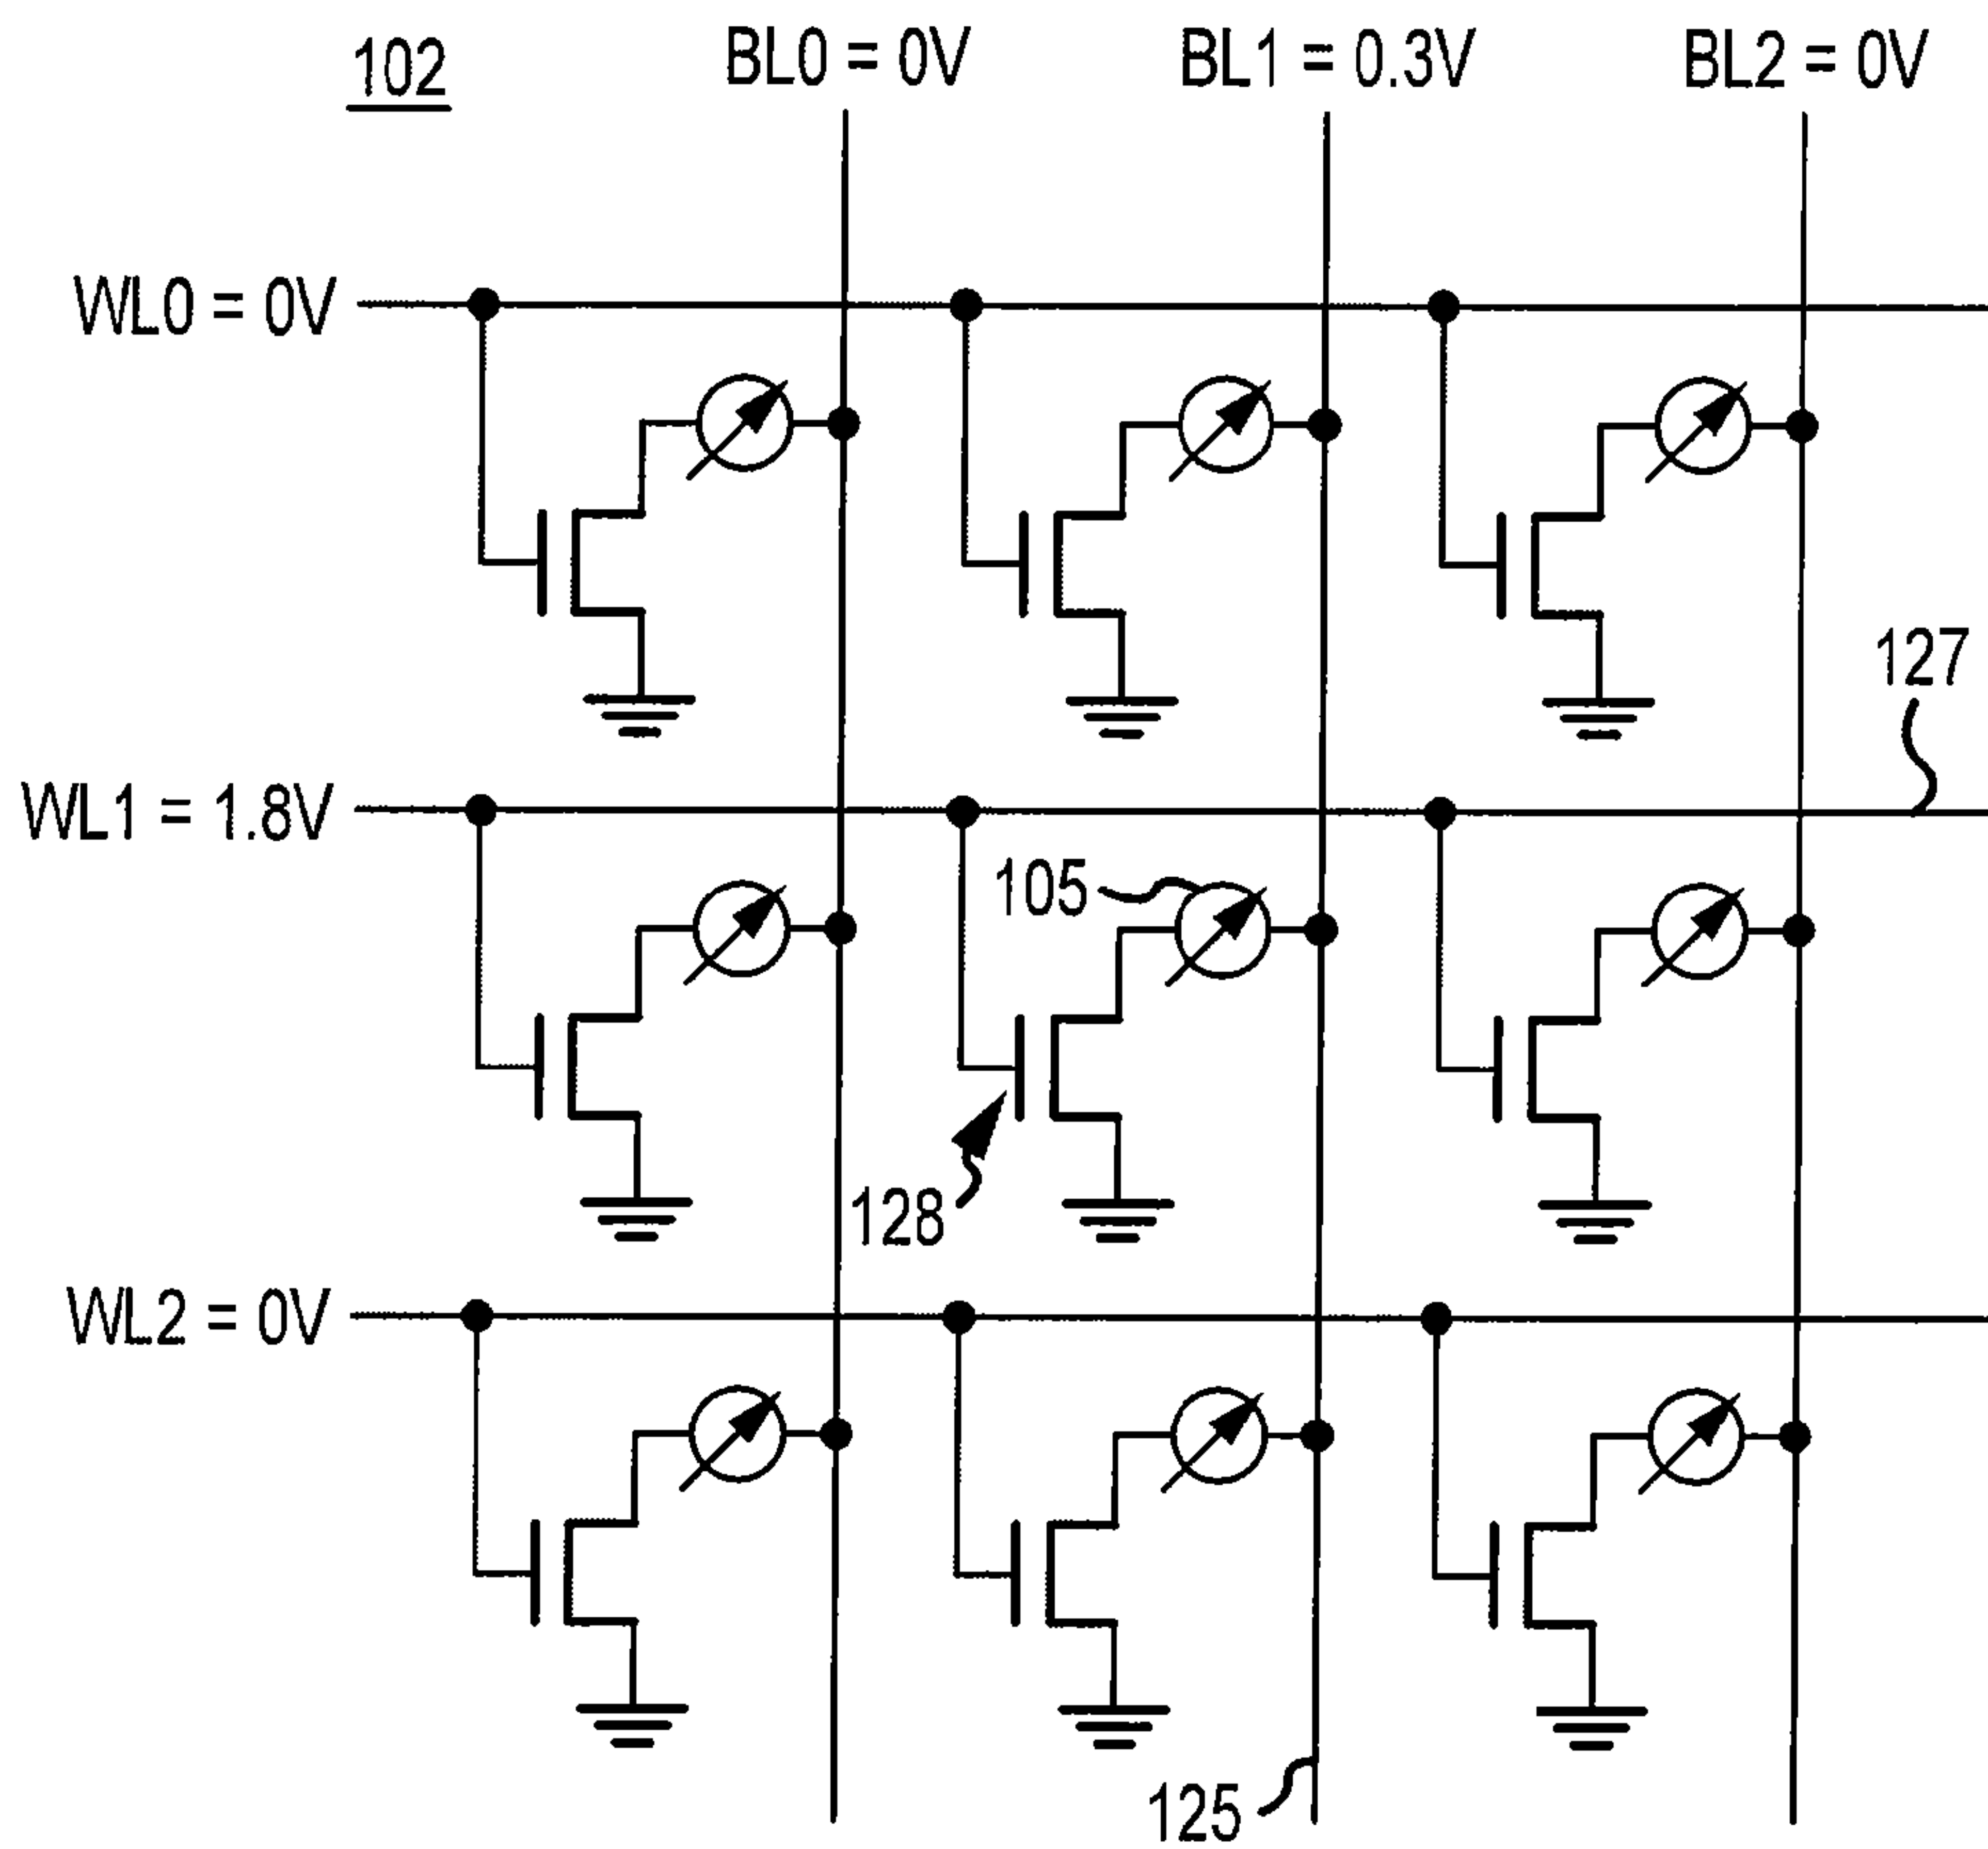 102
BL0 = 0V
BL1 = 0.3V
BL2 = 0V
WL0 = 0V
127
WL1 = 1.8V
105
128
WL2 = 0V
125